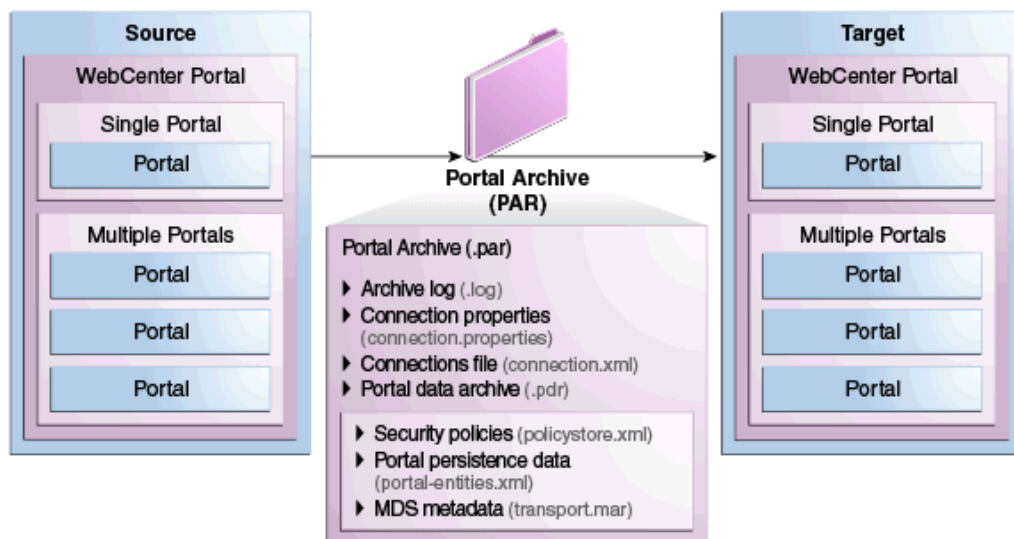 Source
WebCenter Portal
Single Portal
Portal
Multiple Portals
Portal
Portal
Portal
Portal Archive
(PAR)
Portal Archive (.par)
Archive log (.log)
Connection properties
(connection.properties)
Connections file (connection.xml)
Portal data archive (.pdr)
Security policies (policystore.xml)
Portal persistence data
(portal-entities.xml)
MDS metadata (transport.mar)
Target
WebCenter Portal
Single Portal
Portal
Multiple Portals
Portal
Portal
Portal